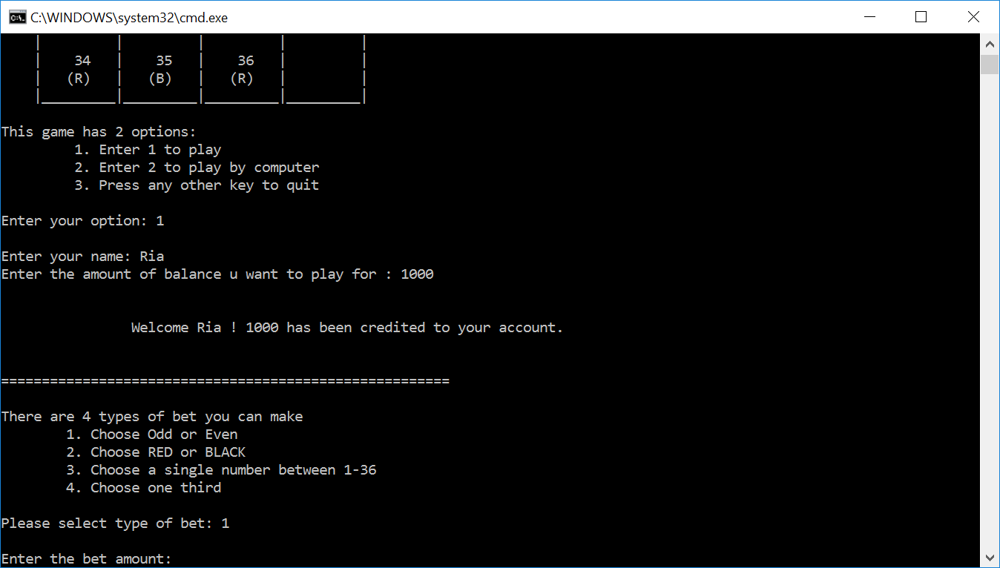 C:\WINDOWS\system32\cmd.exe
34 35 36
(R) (B) (R)
This game has 2 options:
1. Enter 1 to play
2. Enter 2 to play by computer
3. Press any other key to quit
Enter your option: 1
Enter your name: Ria
Enter the amount of balance u want to play for : 1000
Welcome Ria ! 1000 has been credited to your account.
=======================================================
There are 4 types of bet you can make
1. Choose Odd or Even
2. Choose RED or BLACK
3. Choose a single number between 1-36
4. Choose one third
Please select type of bet: 1
Enter the bet amount: